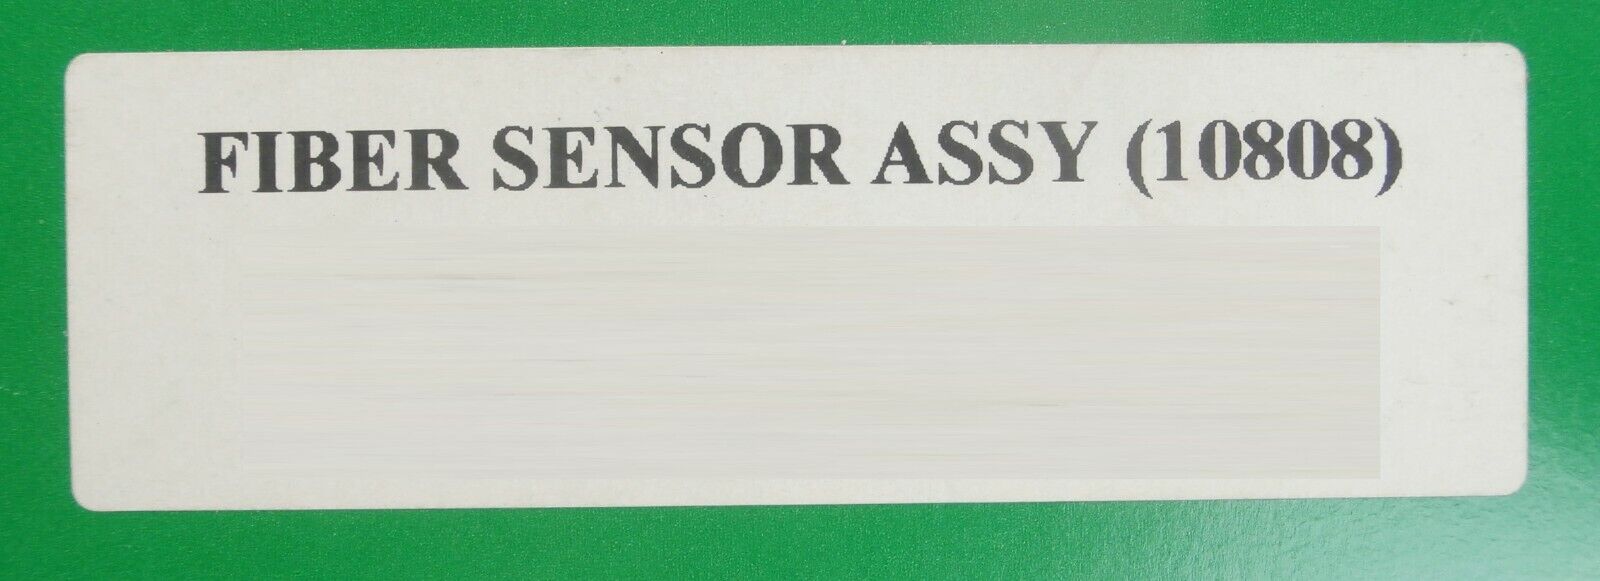 FIBER SENSOR ASSY (10808)